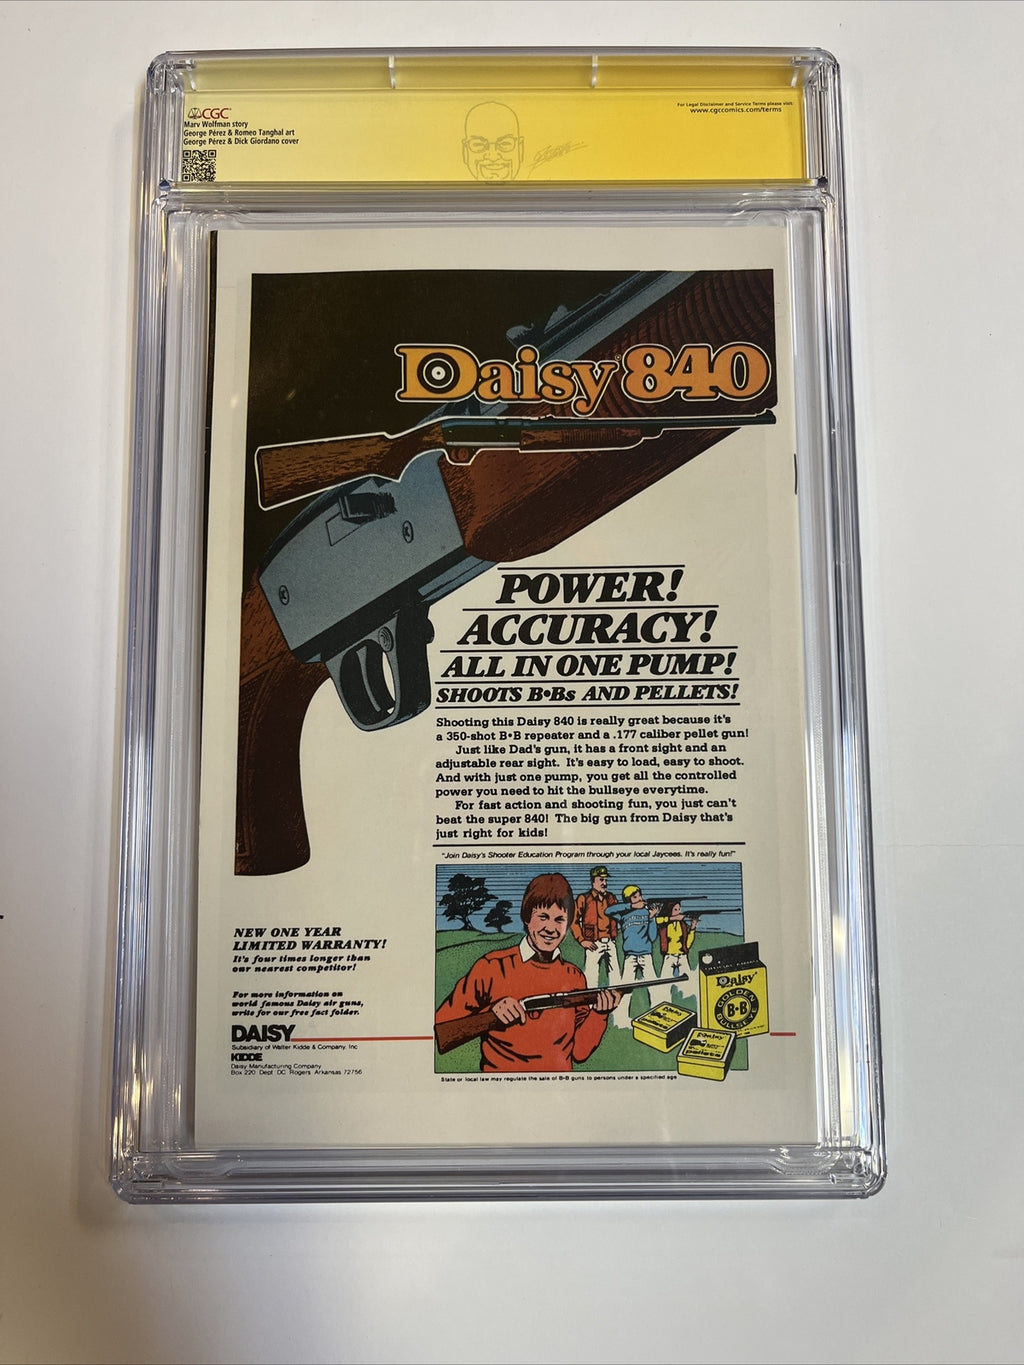 CGC
Marv Wolfman story
George Pérez & Romeo Tanghal art
George Pérez & Dick Giordano cover
For Legal Disclaimer and Service Terms please visit:
www.cgccomics.com/terms
Daisy 840
POWER!
ACCURACY!
ALL IN ONE PUMP!
SHOOTS B•Bs AND PELLETS!
Shooting this Daisy 840 is really great because it's
a 350-shot B•B repeater and a .177 caliber pellet gun!
Just like Dad's gun, it has a front sight and an
adjustable rear sight. It's easy to load, easy to shoot.
And with just one pump, you get all the controlled
power you need to hit the bullseye everytime.
For fast action and shooting fun, you just can't
beat the super 840! The big gun from Daisy that's
just right for kids!
"Join Daisy's Shooter Education Program through your local Jaycees. It's really fun!"
NEW ONE YEAR
LIMITED WARRANTY!
It's four times longer than
our nearest competitor!
For more information on
world famous Daisy air guns,
write for our free fact folder.
DAISY
Subsidiary of Walter Kidde & Company, Inc
KIDDE
Daisy Manufacturing Company
Box 220 Dept DC Rogers, Arkansas 72756
Daisy
GOLDEN
B•B
BULLSEYE
Daisy
Daisy
pellets
State or local law may regulate the sale of B•B guns to persons under a specified age